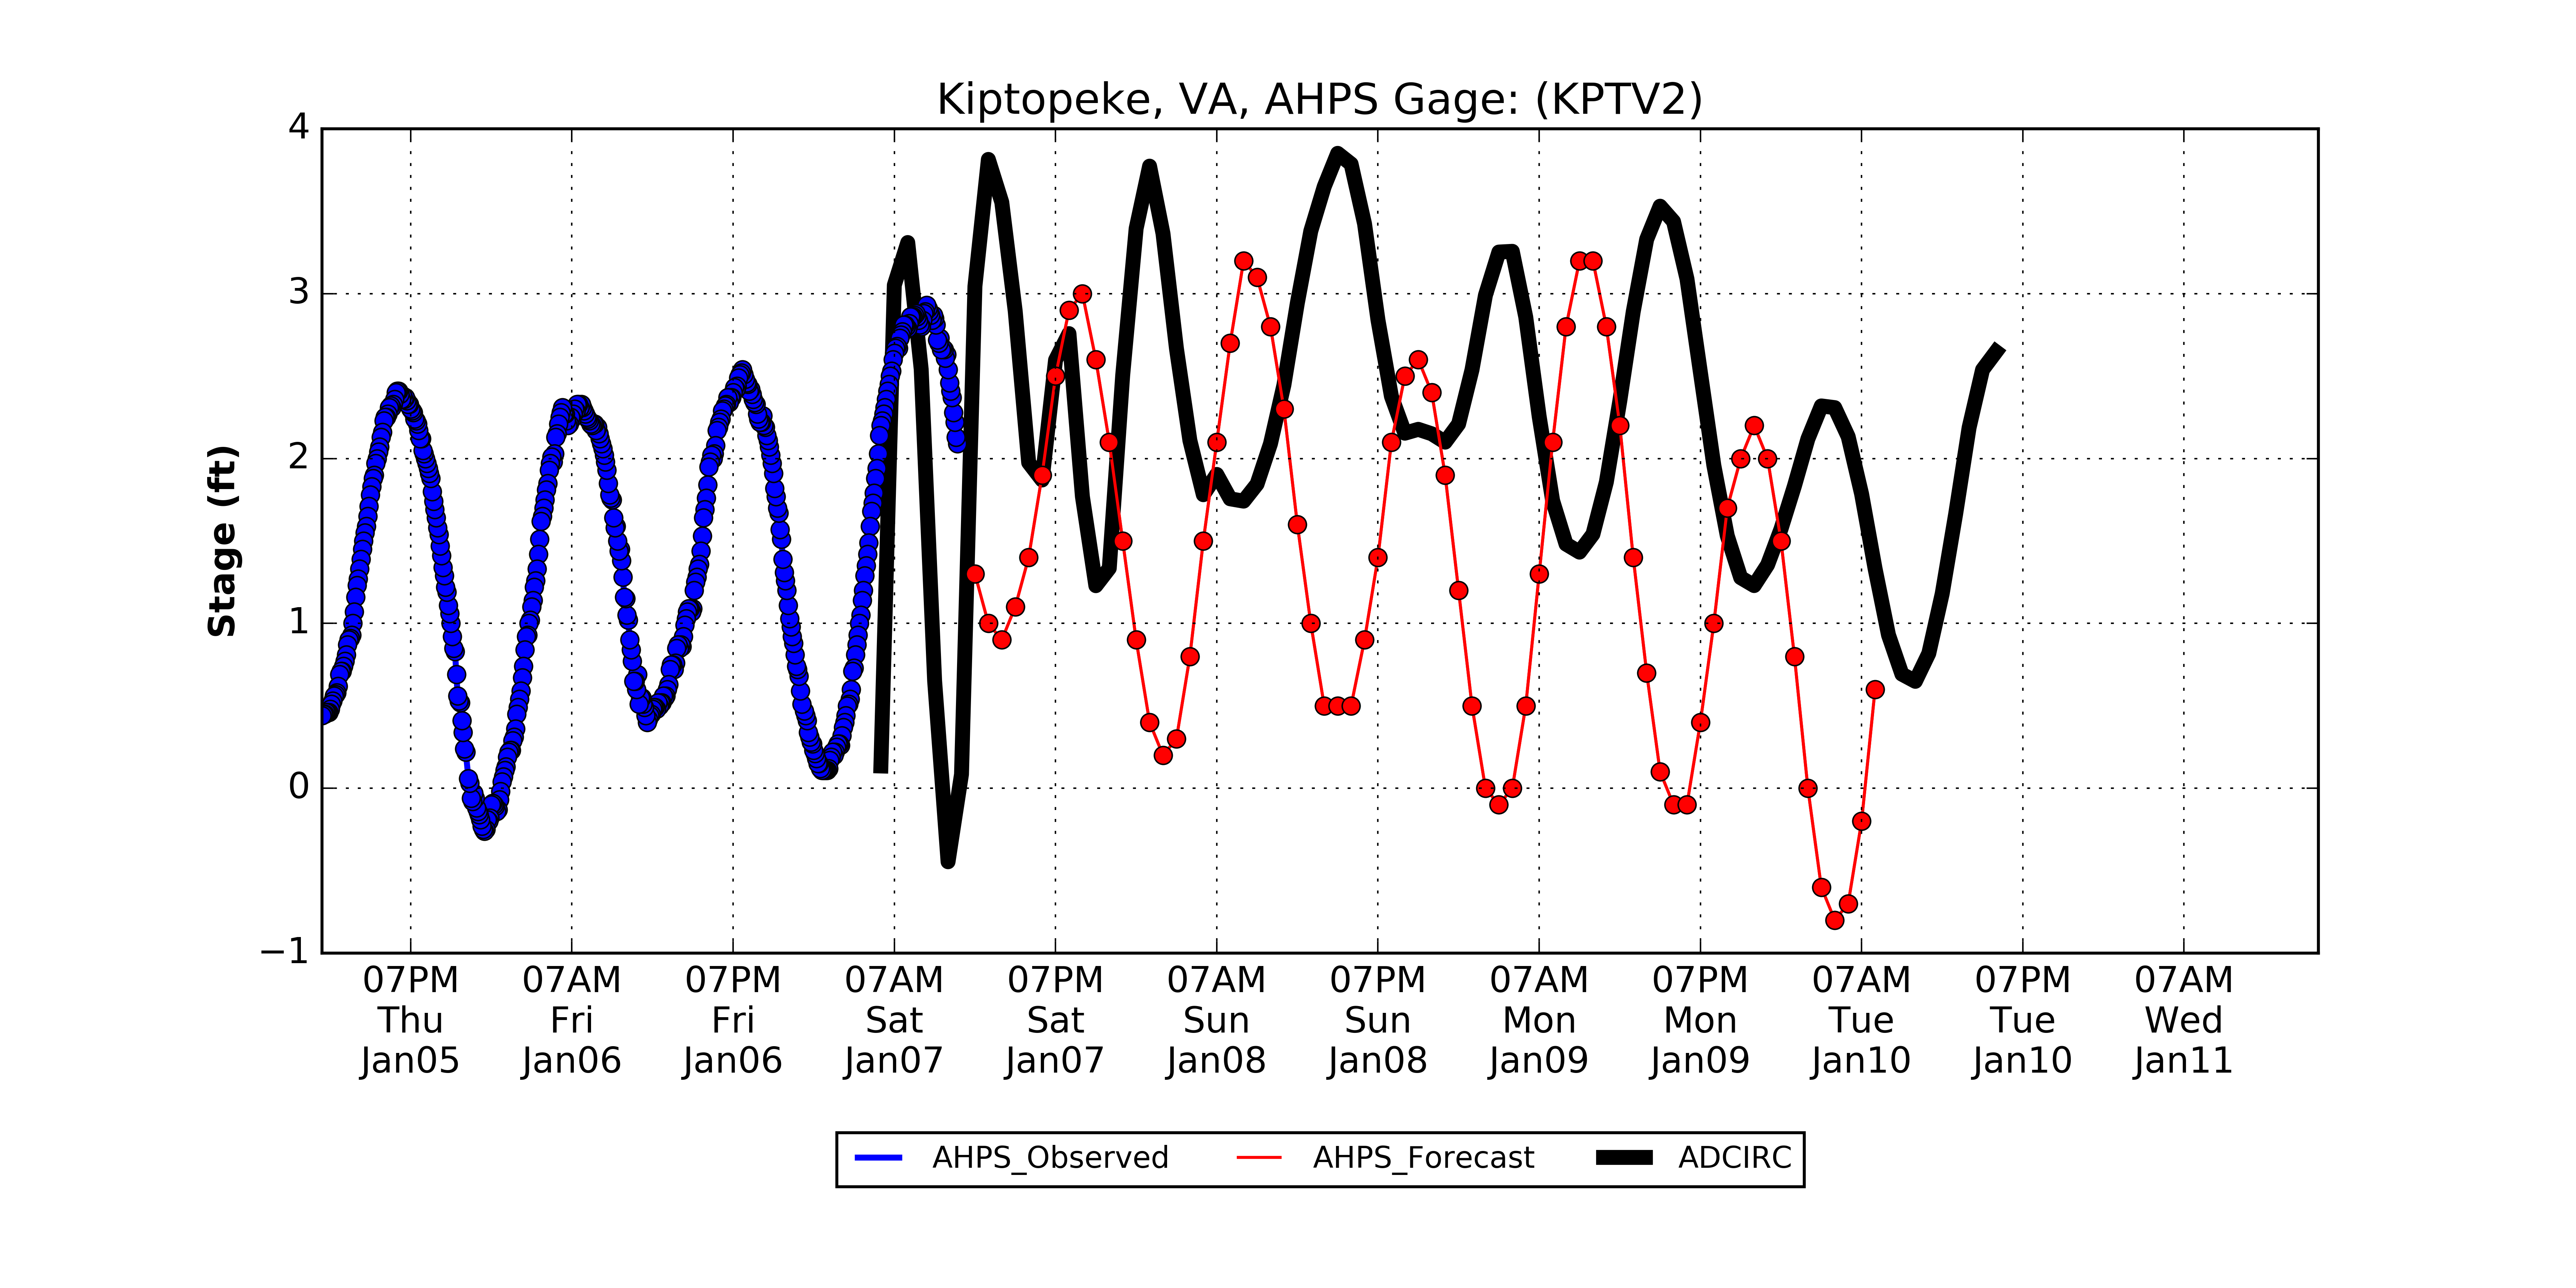 Kiptopeke, VA, AHPS Gage: (KPTV2)
4
3
2
1
0
−1
Stage (ft)
07PM Thu Jan05
07AM Fri Jan06
07PM Fri Jan06
07AM Sat Jan07
07PM Sat Jan07
07AM Sun Jan08
07PM Sun Jan08
07AM Mon Jan09
07PM Mon Jan09
07AM Tue Jan10
07PM Tue Jan10
07AM Wed Jan11
AHPS_Observed
AHPS_Forecast
ADCIRC